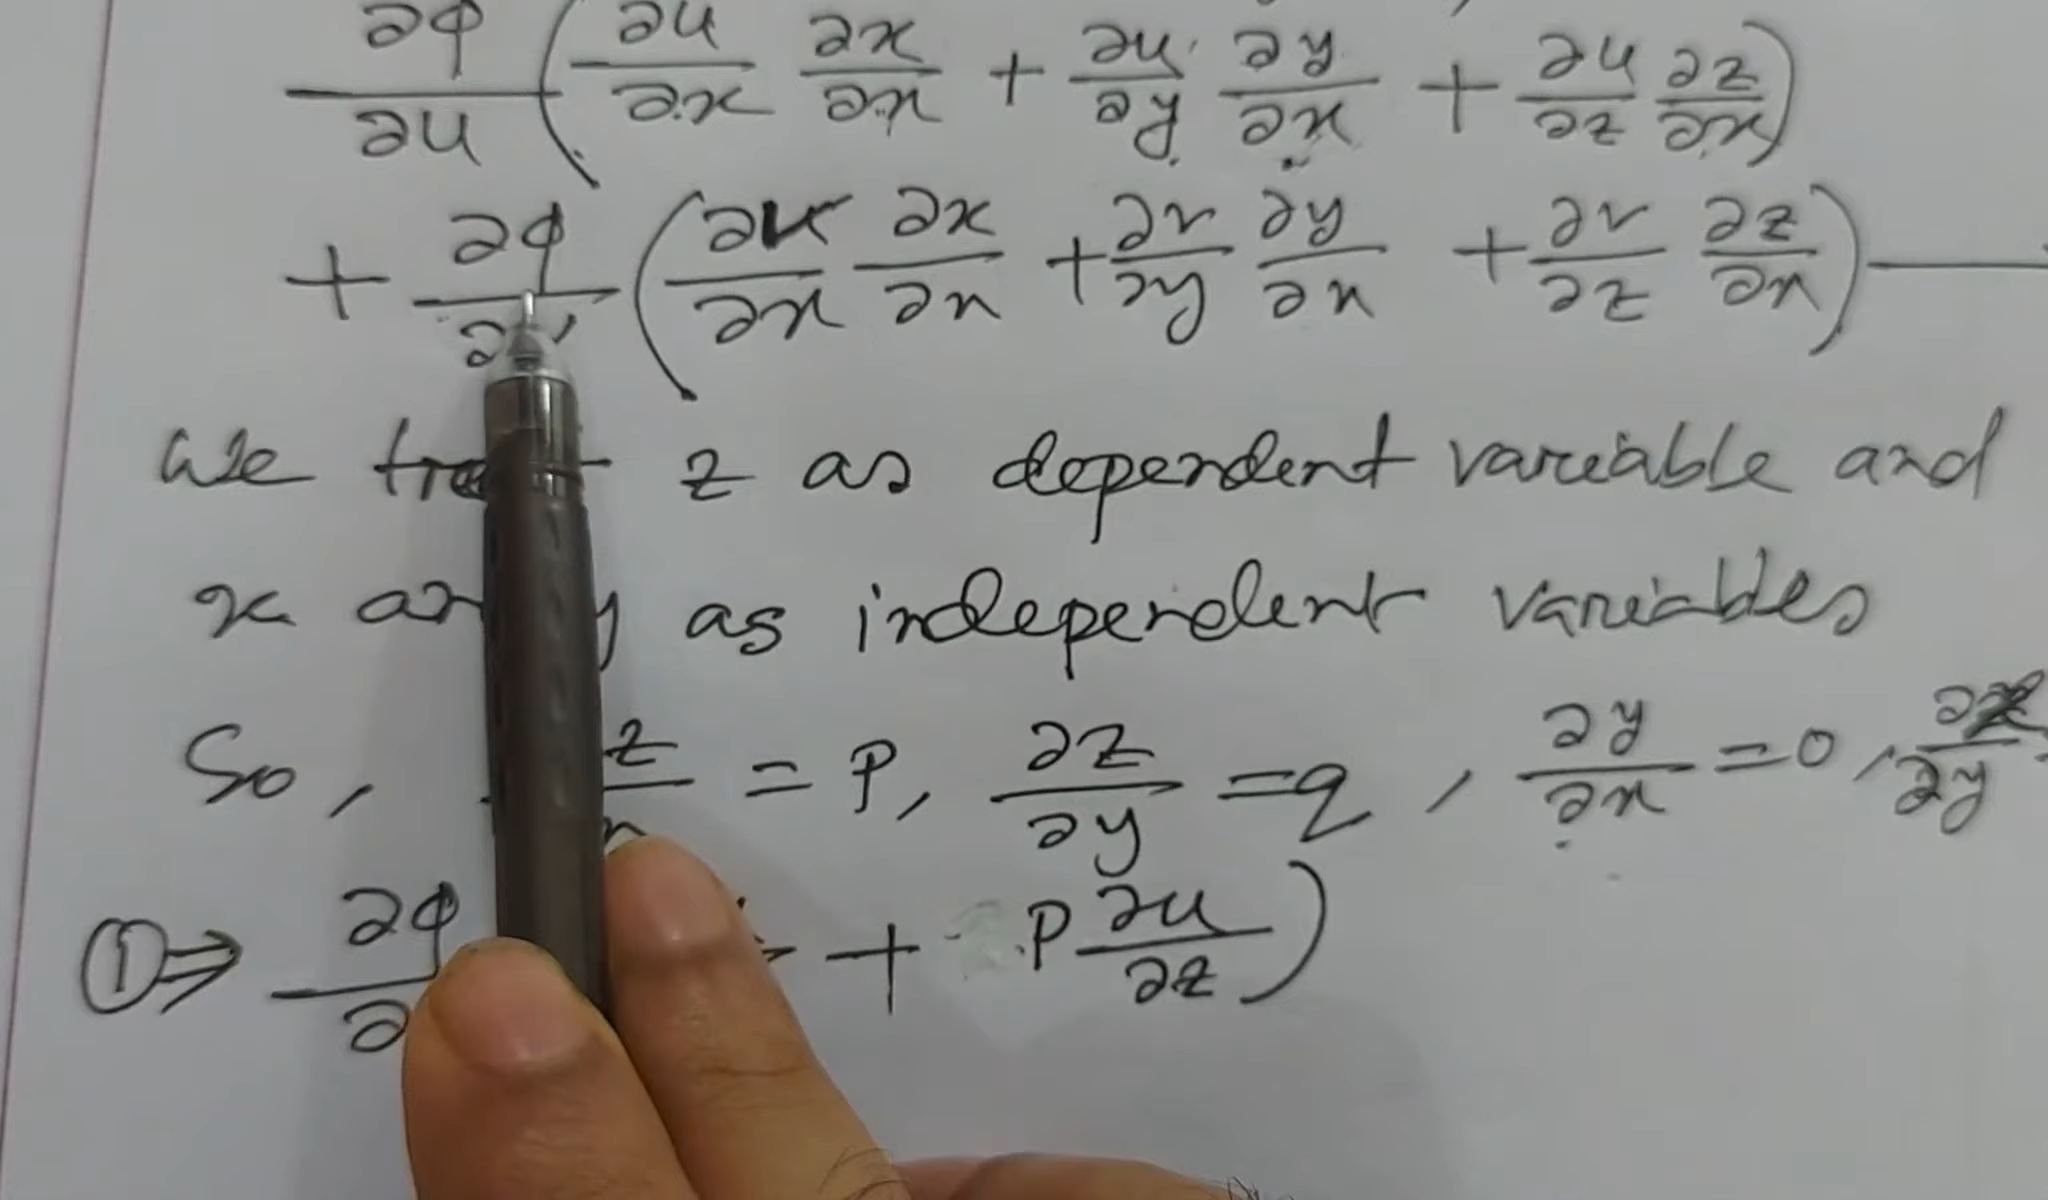 ∂φ/∂u (∂u/∂x ∂x/∂x + ∂u/∂y ∂y/∂x + ∂u/∂z ∂z/∂x)
+ ∂φ/∂v (∂v/∂x ∂x/∂x + ∂v/∂y ∂y/∂x + ∂v/∂z ∂z/∂x) —
We z as dependent variable and
x y as independent variables
So, = P, ∂z/∂y = q, ∂y/∂x = 0, ∂x/∂y
① ⇒ ∂φ + P ∂u/∂z)